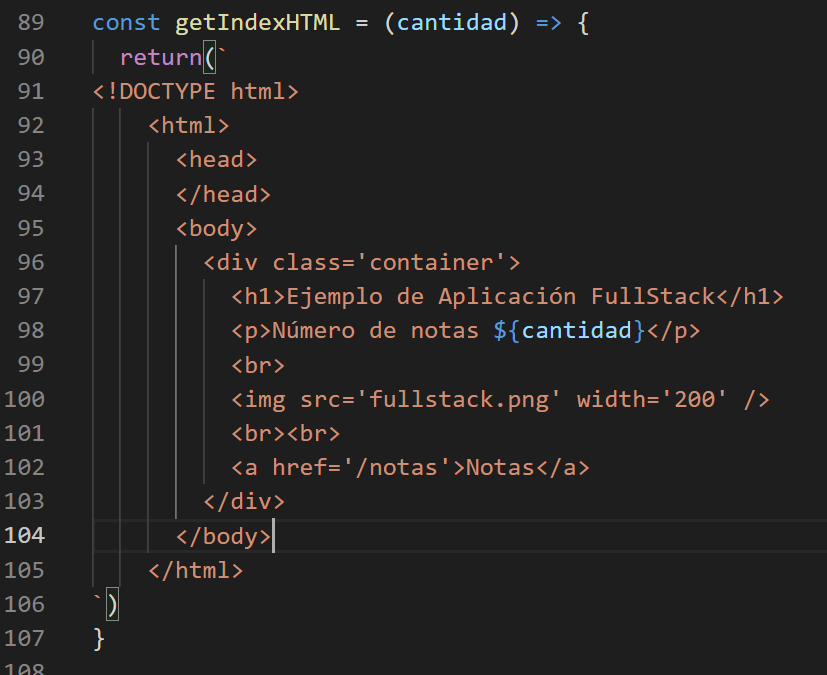 89 const getIndexHTML = (cantidad) => {
90 return(`
91 <!DOCTYPE html>
92 <html>
93 <head>
94 </head>
95 <body>
96 <div class='container'>
97 <h1>Ejemplo de Aplicación FullStack</h1>
98 <p>Número de notas ${cantidad}</p>
99 <br>
100 <img src='fullstack.png' width='200' />
101 <br><br>
102 <a href='/notas'>Notas</a>
103 </div>
104 </body>
105 </html>
106 `)
107 }
108